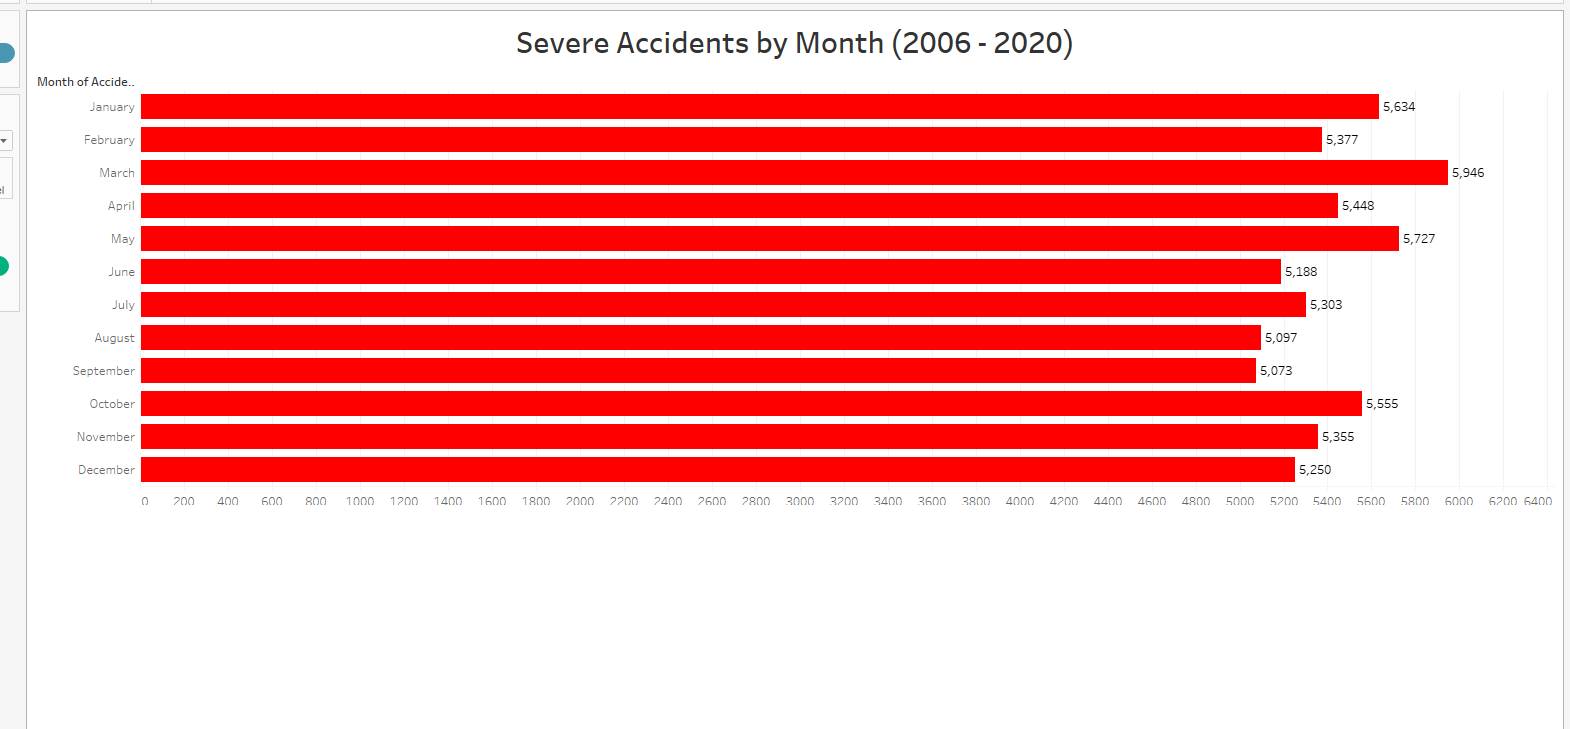 Severe Accidents by Month (2006 - 2020)
Month of Accide..
January 5,634
February 5,377
March 5,946
April 5,448
May 5,727
June 5,188
July 5,303
August 5,097
September 5,073
October 5,555
November 5,355
December 5,250
0 200 400 600 800 1000 1200 1400 1600 1800 2000 2200 2400 2600 2800 3000 3200 3400 3600 3800 4000 4200 4400 4600 4800 5000 5200 5400 5600 5800 6000 6200 6400